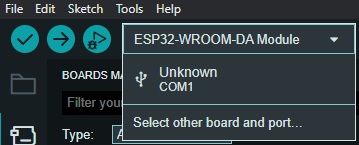 File Edit Sketch Tools Help
ESP32-WROOM-DA Module
Unknown
COM1
BOARDS MA
Filter your
Select other board and port...
Type: